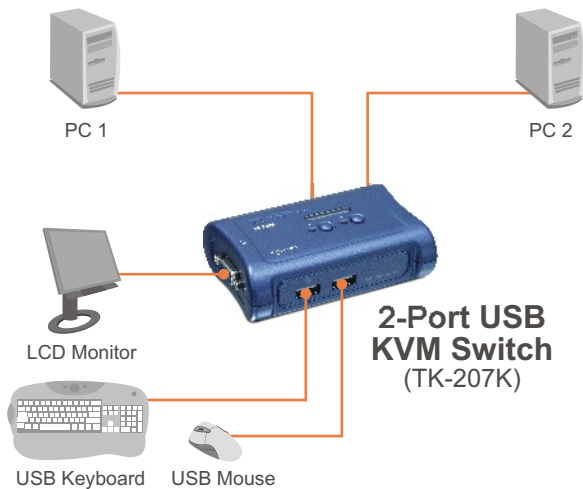 PC 1
PC 2
LCD Monitor
2-Port USB
KVM Switch
(TK-207K)
USB Keyboard
USB Mouse